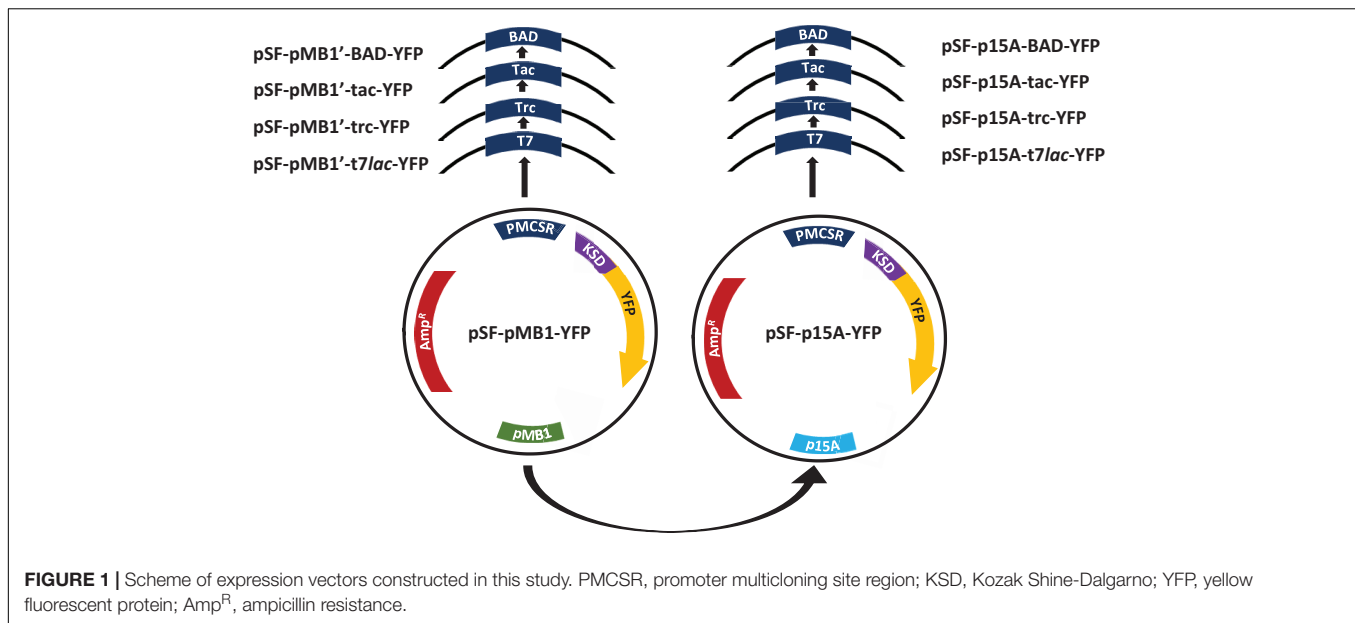 pSF-pMB1’-BAD-YFP
pSF-pMB1’-tac-YFP
pSF-pMB1’-trc-YFP
pSF-pMB1’-t7lac-YFP
BAD
Tac
Trc
T7
BAD
Tac
Trc
T7
pSF-p15A-BAD-YFP
pSF-p15A-tac-YFP
pSF-p15A-trc-YFP
pSF-p15A-t7lac-YFP
PMCSR
KSD
YFP
AmpR
pSF-pMB1-YFP
pMB1
PMCSR
KSD
YFP
AmpR
pSF-p15A-YFP
p15A
FIGURE 1 | Scheme of expression vectors constructed in this study. PMCSR, promoter multicloning site region; KSD, Kozak Shine-Dalgarno; YFP, yellow
fluorescent protein; AmpR, ampicillin resistance.